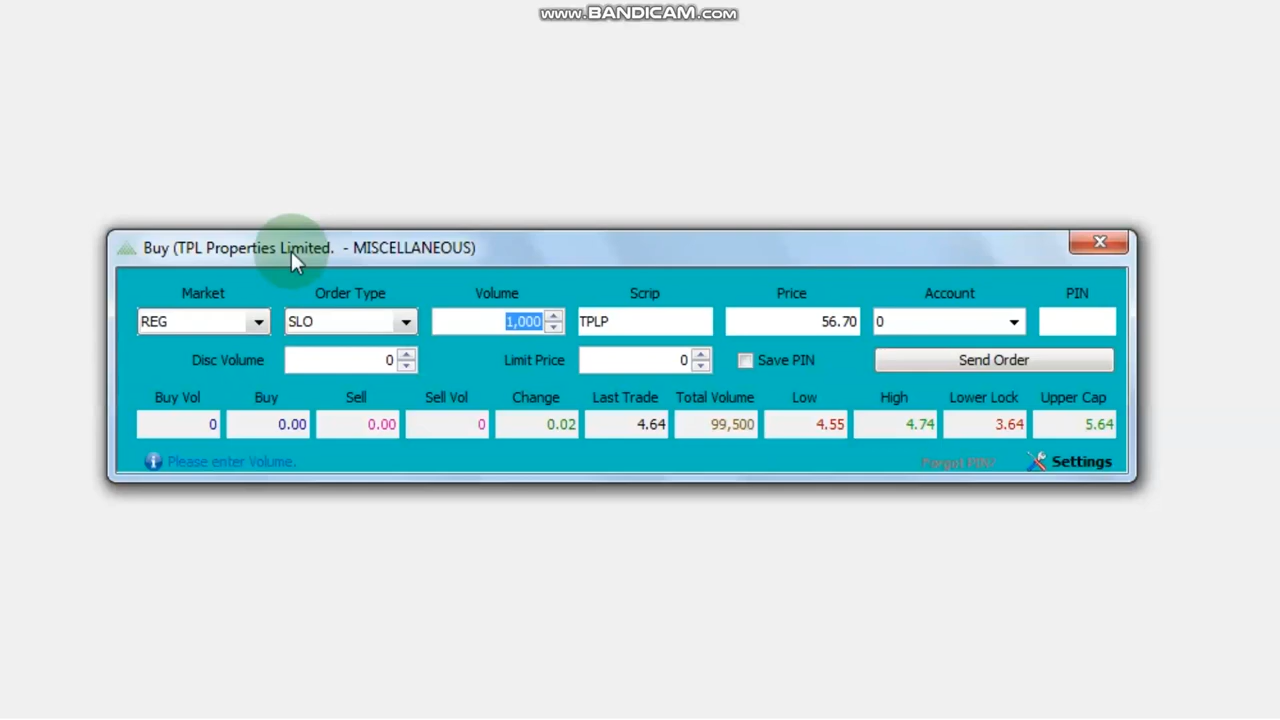 www.BANDICAM.com
Buy (TPL Properties Limited. - MISCELLANEOUS)
Market Order Type Volume Scrip Price Account PIN
REG SLO 1,000 TPLP 56.70 0
Disc Volume 0 Limit Price 0 Save PIN Send Order
Buy Vol Buy Sell Sell Vol Change Last Trade Total Volume Low High Lower Lock Upper Cap
0 0.00 0.00 0 0.02 4.64 99,500 4.55 4.74 3.64 5.64
Please enter Volume. Forgot PIN? Settings